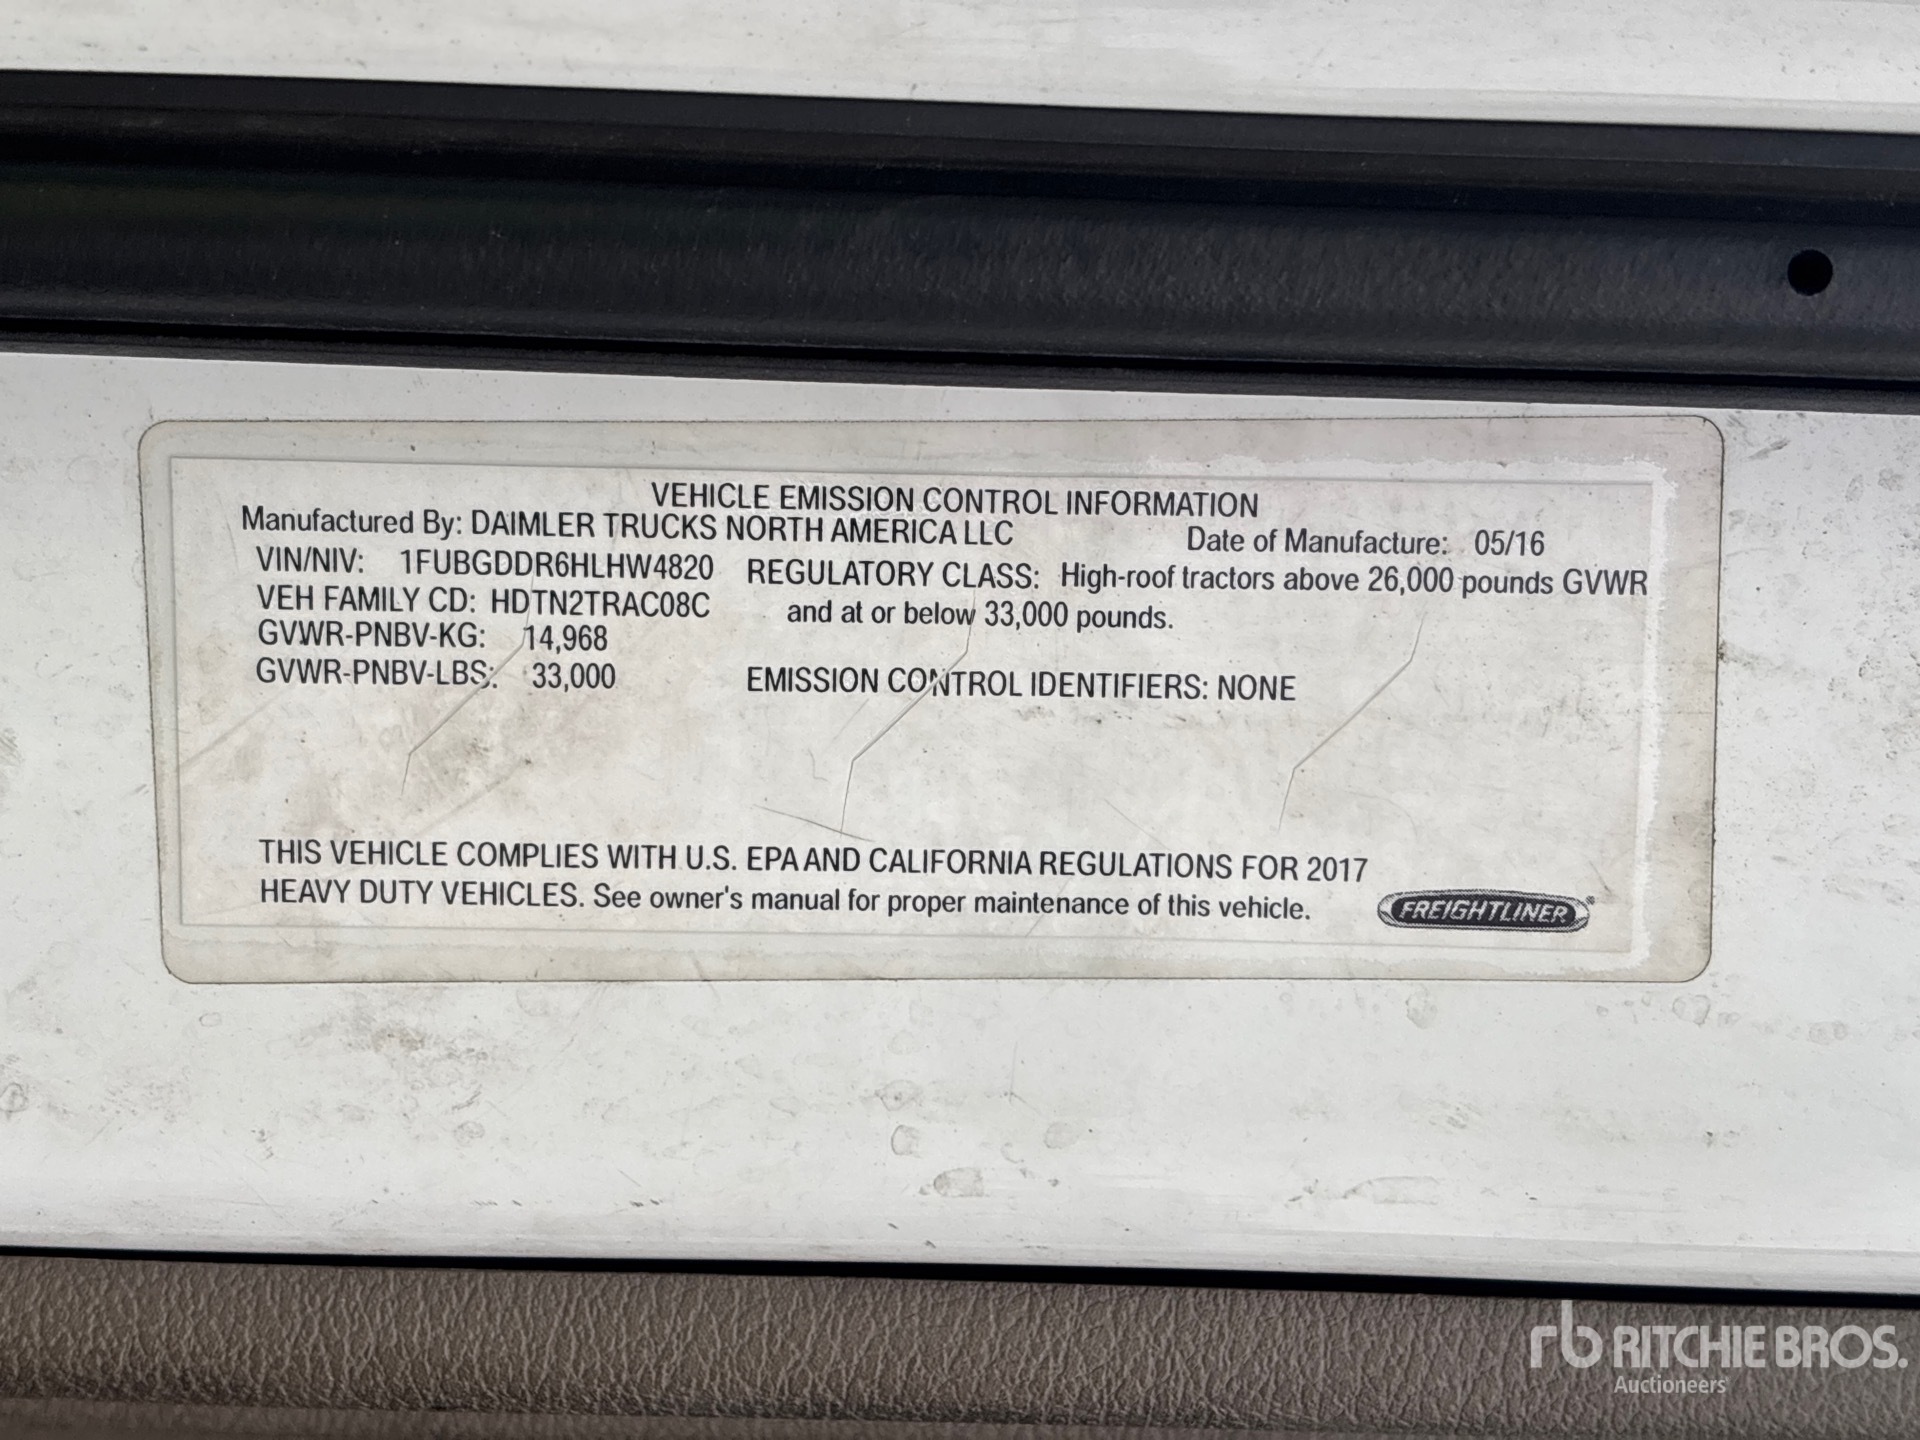 VEHICLE EMISSION CONTROL INFORMATION
Manufactured By: DAIMLER TRUCKS NORTH AMERICA LLC Date of Manufacture: 05/16
VIN/NIV: 1FUBGDDR6HLHW4820 REGULATORY CLASS: High-roof tractors above 26,000 pounds GVWR
VEH FAMILY CD: HDTN2TRAC08C and at or below 33,000 pounds.
GVWR-PNBV-KG: 14,968
GVWR-PNBV-LBS: 33,000 EMISSION CONTROL IDENTIFIERS: NONE
THIS VEHICLE COMPLIES WITH U.S. EPA AND CALIFORNIA REGULATIONS FOR 2017
HEAVY DUTY VEHICLES. See owner's manual for proper maintenance of this vehicle.
FREIGHTLINER
rb RITCHIE BROS.
Auctioneers